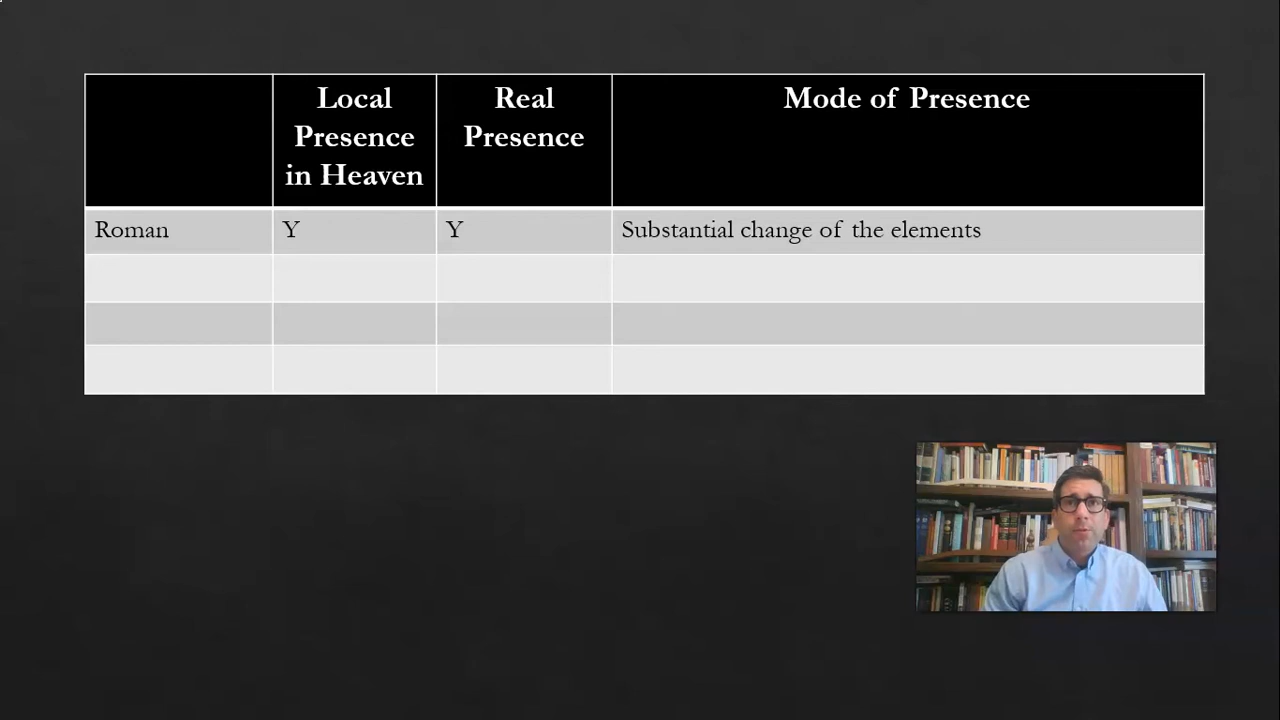 Local
Presence
in Heaven
Real
Presence
Mode of Presence
Roman
Y
Y
Substantial change of the elements